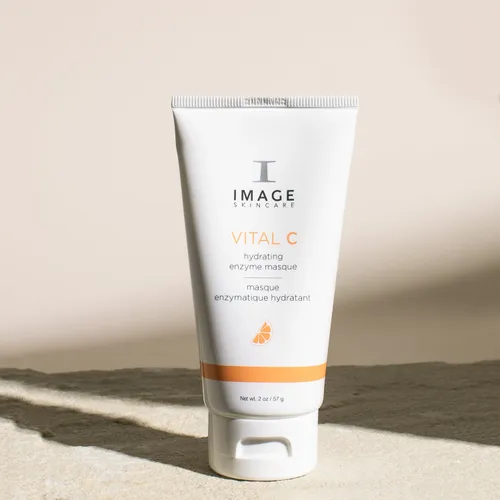 I
IMAGE
SKINCARE
VITAL C
hydrating
enzyme masque
masque
enzymatique hydratant
Net wt. 2 oz / 57 g